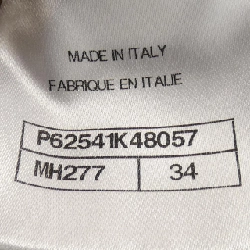 MADE IN ITALY
FABRIQUE EN ITALIE
P62541K48057
MH277 34